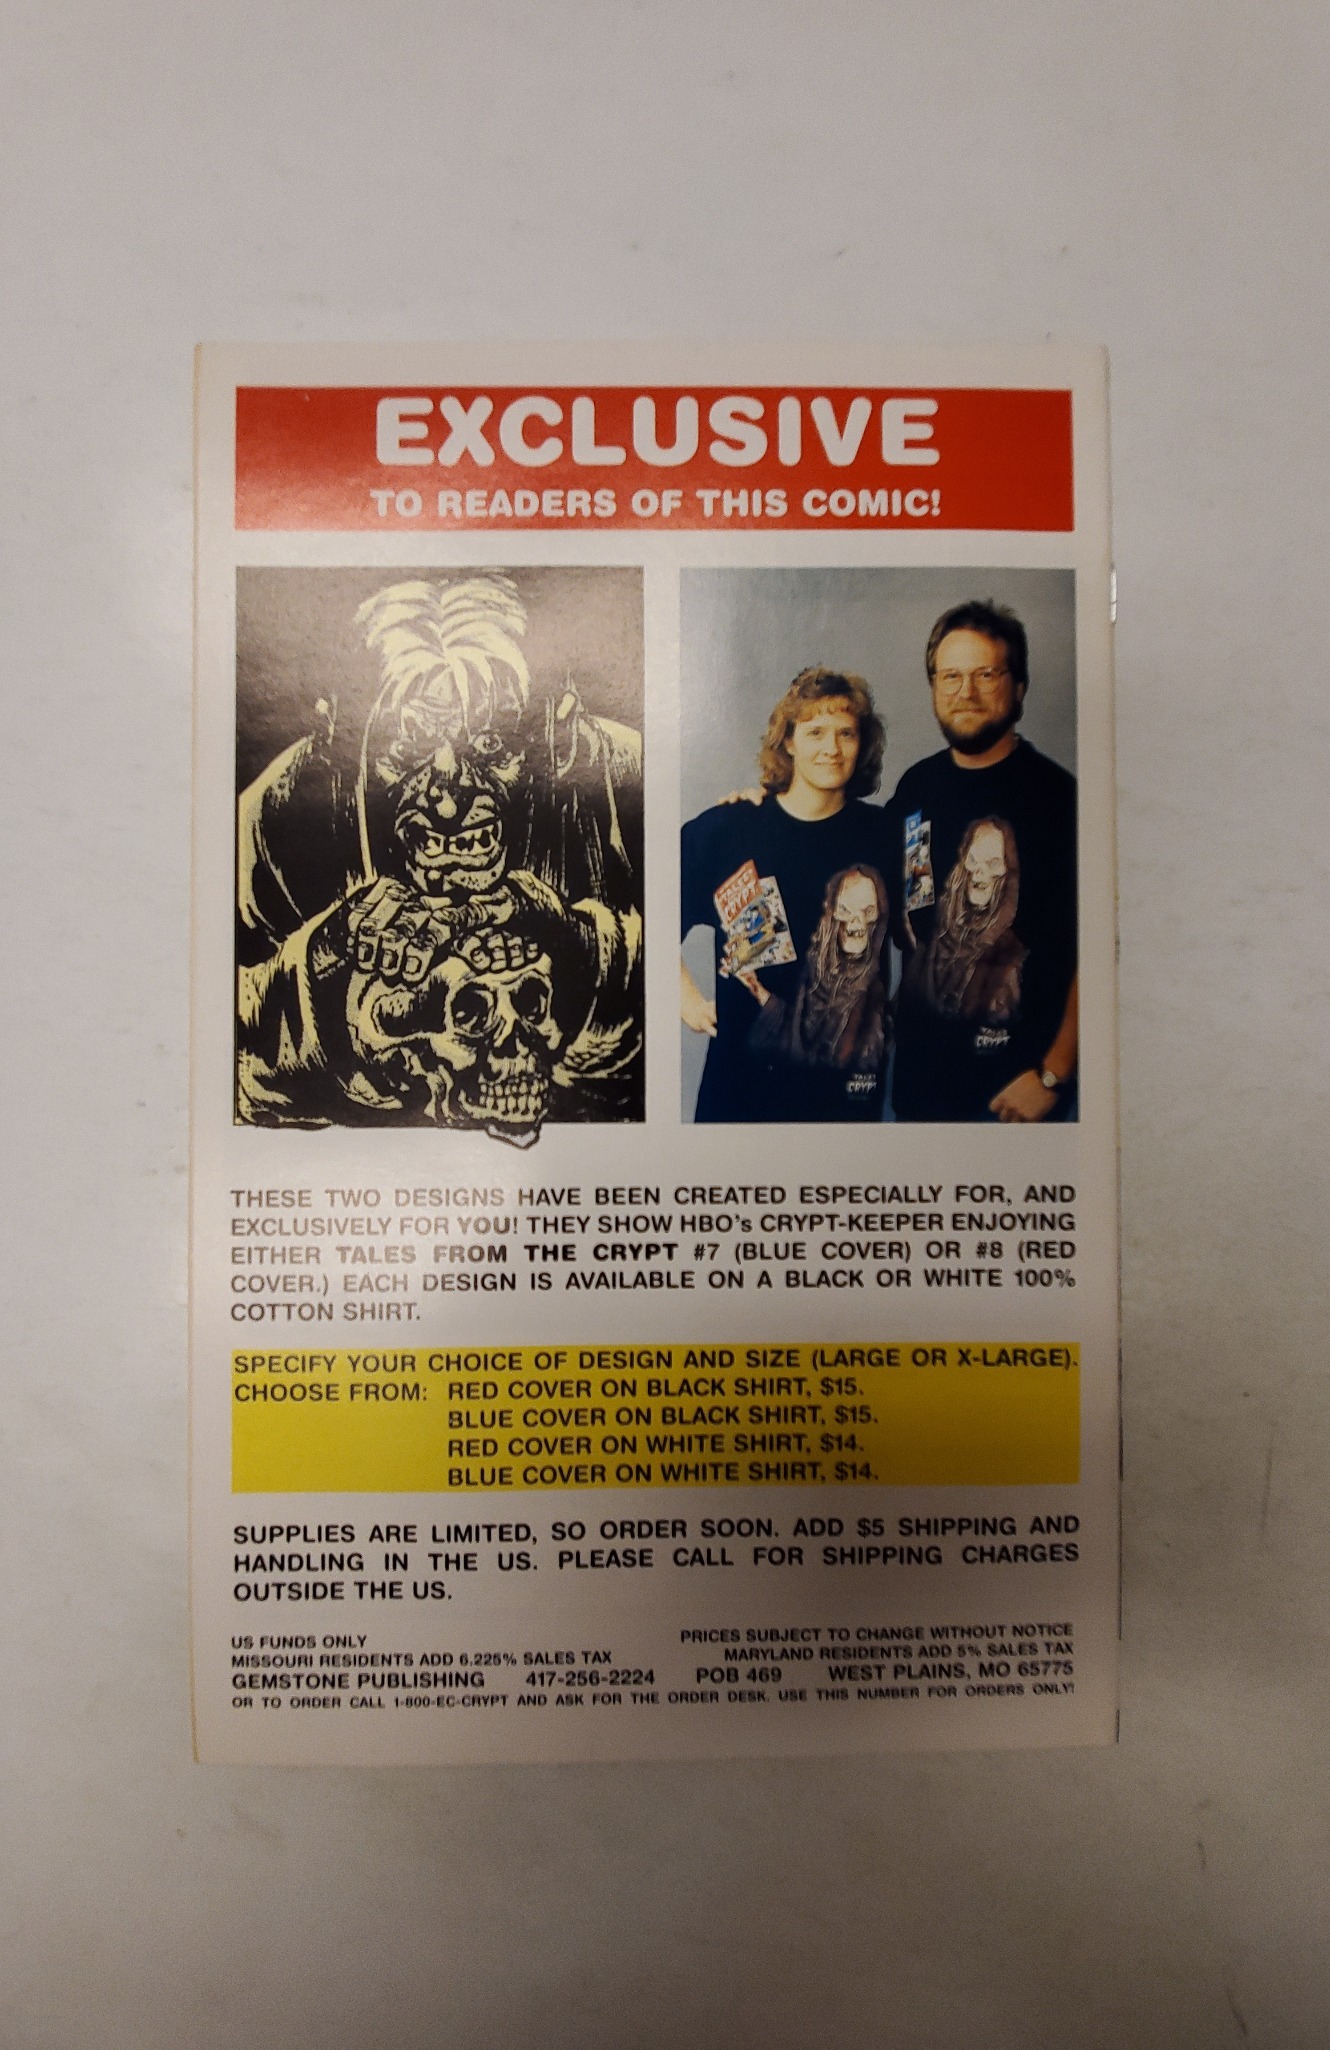 EXCLUSIVE
TO READERS OF THIS COMIC!
TALES
CRYPT
CRYPT
CRYPT
THESE TWO DESIGNS HAVE BEEN CREATED ESPECIALLY FOR, AND
EXCLUSIVELY FOR YOU! THEY SHOW HBO's CRYPT-KEEPER ENJOYING
EITHER TALES FROM THE CRYPT #7 (BLUE COVER) OR #8 (RED
COVER.) EACH DESIGN IS AVAILABLE ON A BLACK OR WHITE 100%
COTTON SHIRT.
SPECIFY YOUR CHOICE OF DESIGN AND SIZE (LARGE OR X-LARGE).
CHOOSE FROM: RED COVER ON BLACK SHIRT, $15.
BLUE COVER ON BLACK SHIRT, $15.
RED COVER ON WHITE SHIRT, $14.
BLUE COVER ON WHITE SHIRT, $14.
SUPPLIES ARE LIMITED, SO ORDER SOON. ADD $5 SHIPPING AND
HANDLING IN THE US. PLEASE CALL FOR SHIPPING CHARGES
OUTSIDE THE US.
US FUNDS ONLY PRICES SUBJECT TO CHANGE WITHOUT NOTICE
MISSOURI RESIDENTS ADD 6.225% SALES TAX MARYLAND RESIDENTS ADD 5% SALES TAX
GEMSTONE PUBLISHING 417-256-2224 POB 469 WEST PLAINS, MO 65775
OR TO ORDER CALL 1-800-EC-CRYPT AND ASK FOR THE ORDER DESK. USE THIS NUMBER FOR ORDERS ONLY!